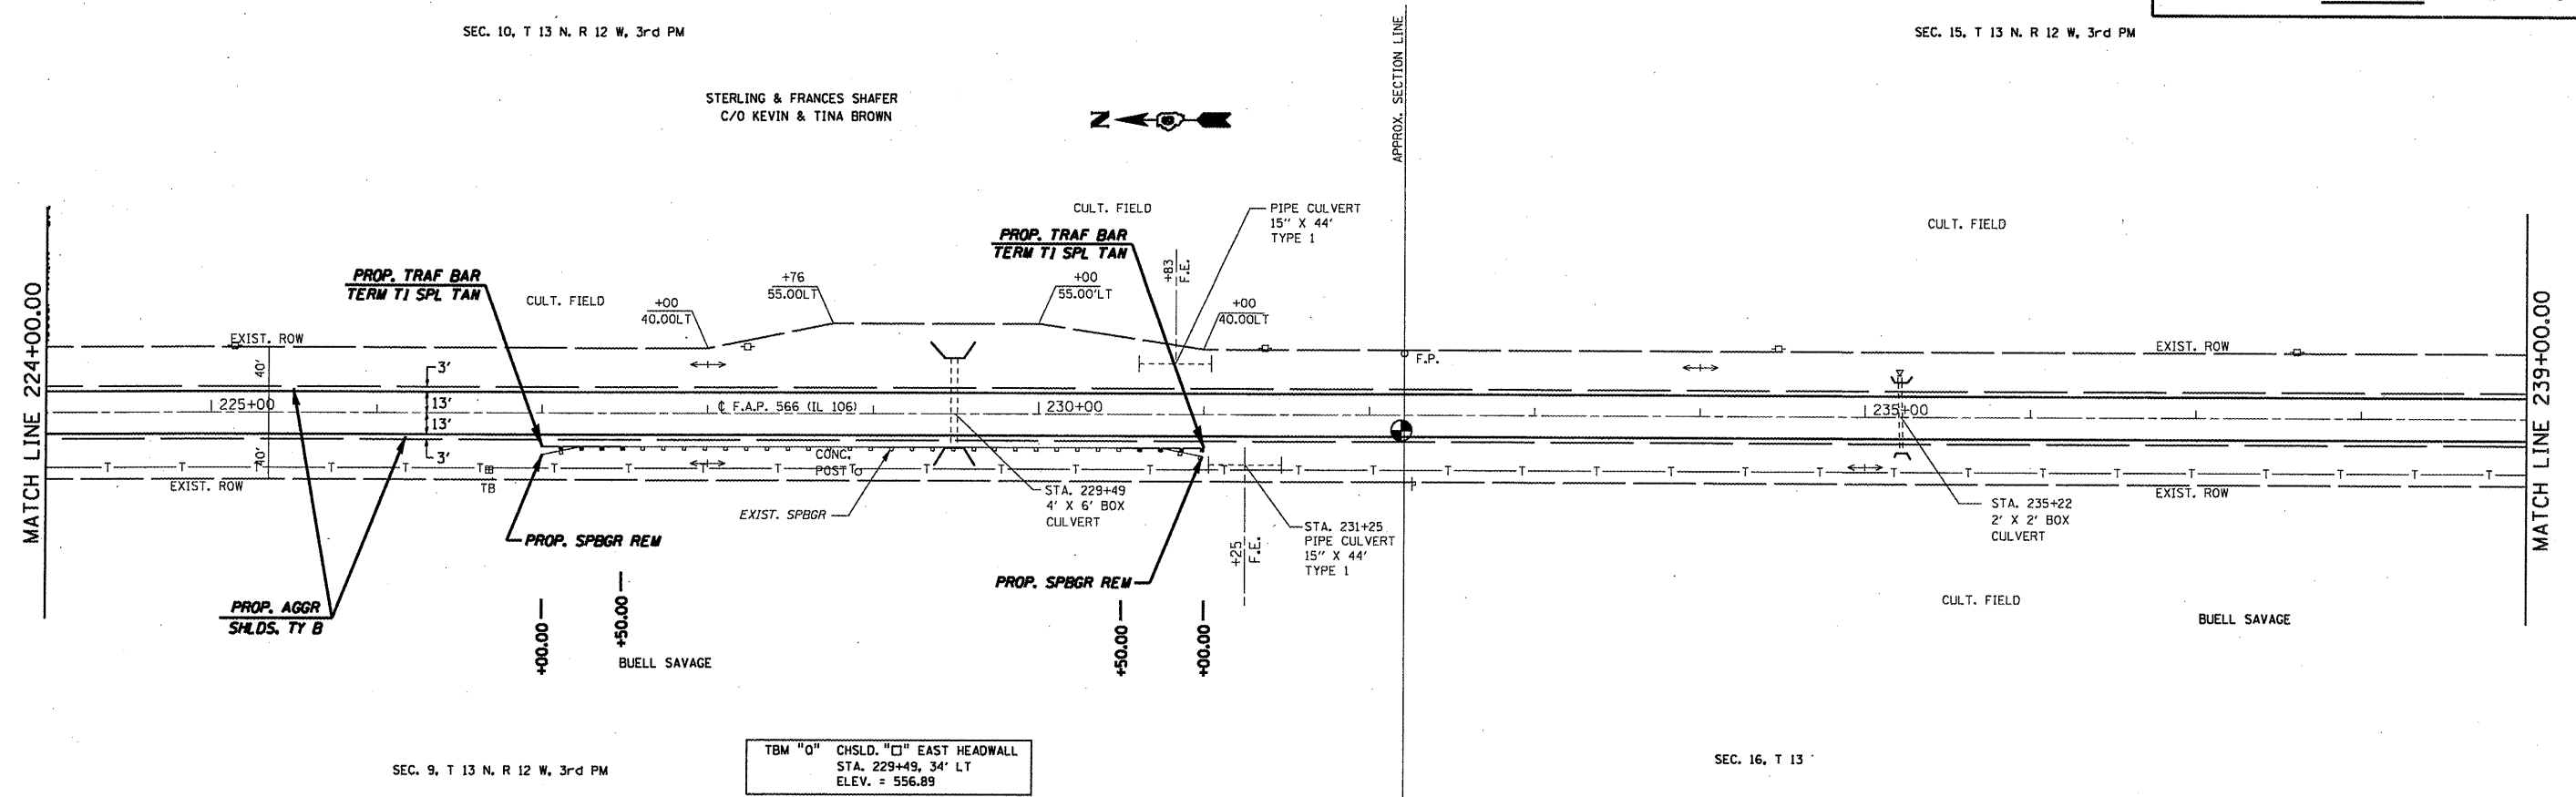 SEC. 10, T 13 N. R 12 W, 3rd PM
SEC. 15, T 13 N. R 12 W, 3rd PM
STERLING & FRANCES SHAFER
C/O KEVIN & TINA BROWN
N
APPROX. SECTION LINE
CULT. FIELD
PIPE CULVERT
15" X 44'
TYPE 1
CULT. FIELD
PROP. TRAF BAR
TERM T1 SPL TAN
+83
F.E.
PROP. TRAF BAR
TERM T1 SPL TAN
CULT. FIELD
+76
55.00LT
+00
55.00'LT
+00
40.00LT
+00
40.00LT
MATCH LINE 224+00.00
MATCH LINE 239+00.00
EXIST. ROW
F.P.
EXIST. ROW
40'
3'
13'
13'
3'
40'
225+00
℄ F.A.P. 566 (IL 106)
230+00
235+00
CONC.
POST
T T T T T T T T T T T T T T T T T T T T T T T T T T T T T T T T T
TB
EXIST. ROW
EXIST. ROW
EXIST. SPBGR
STA. 229+49
4' X 6' BOX
CULVERT
STA. 235+22
2' X 2' BOX
CULVERT
STA. 231+25
PIPE CULVERT
15" X 44'
TYPE 1
+25
F.E.
PROP. SPBGR REM
PROP. SPBGR REM
PROP. AGGR
SHLDS. TY B
+00.00
+50.00
+50.00
+00.00
CULT. FIELD
BUELL SAVAGE
BUELL SAVAGE
TBM "Q" CHSLD. "□" EAST HEADWALL
STA. 229+49, 34' LT
ELEV. = 556.89
SEC. 9, T 13 N. R 12 W, 3rd PM
SEC. 16, T 13